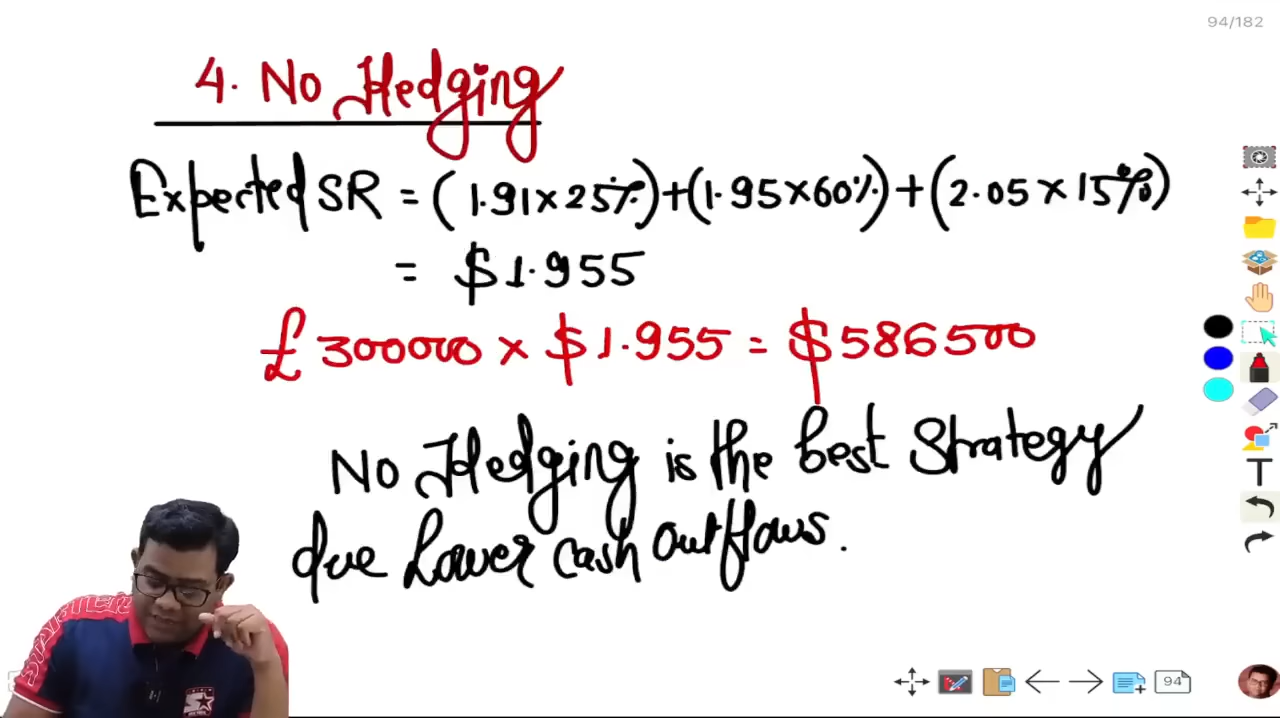 94/182
4. No Hedging
Expected SR = (1.91×25%)+(1.95×60%)+(2.05×15%)
= $1.955
£300000 × $1.955 = $586500
No Hedging is the best Strategy
due Lower cash outflows.
T
94